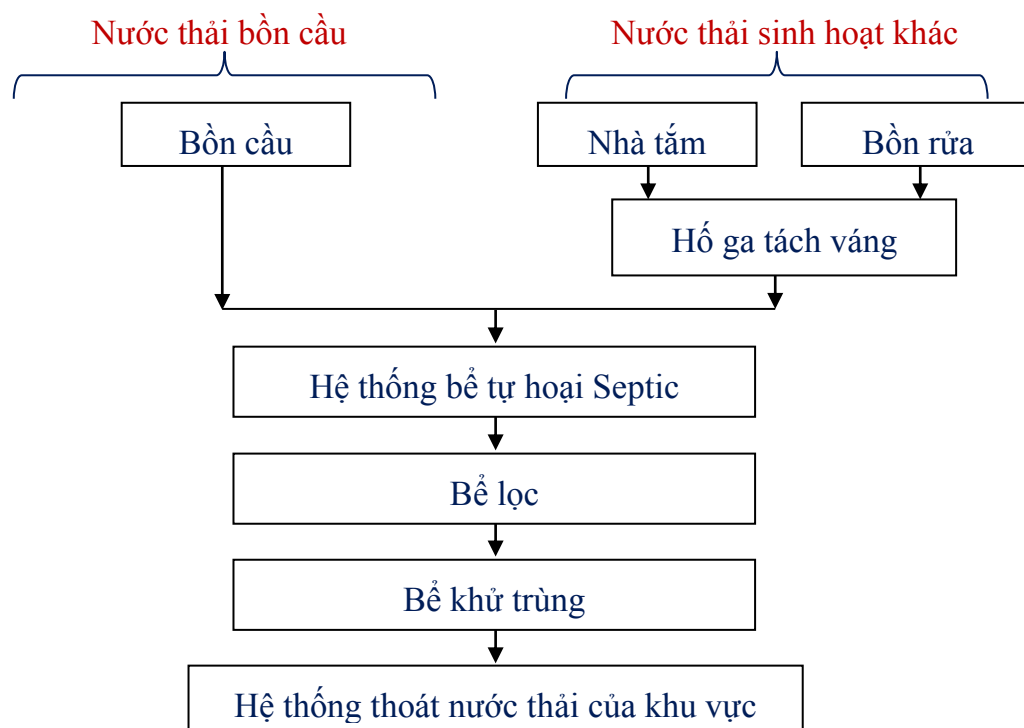 Nước thải bồn cầu
Nước thải sinh hoạt khác
Bồn cầu
Nhà tắm
Bồn rửa
Hố ga tách váng
Hệ thống bể tự hoại Septic
Bể lọc
Bể khử trùng
Hệ thống thoát nước thải của khu vực